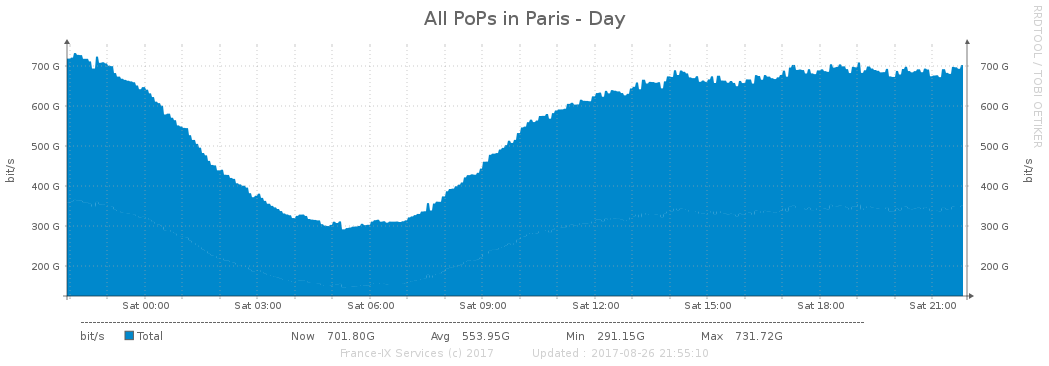 All PoPs in Paris - Day
RRDTOOL / TOBI OETIKER
700 G 700 G
600 G 600 G
500 G 500 G
400 G 400 G
300 G 300 G
200 G 200 G
bit/s bit/s
Sat 00:00 Sat 03:00 Sat 06:00 Sat 09:00 Sat 12:00 Sat 15:00 Sat 18:00 Sat 21:00
bit/s Total Now 701.80G Avg 553.95G Min 291.15G Max 731.72G
France-IX Services (c) 2017 Updated : 2017-08-26 21:55:10